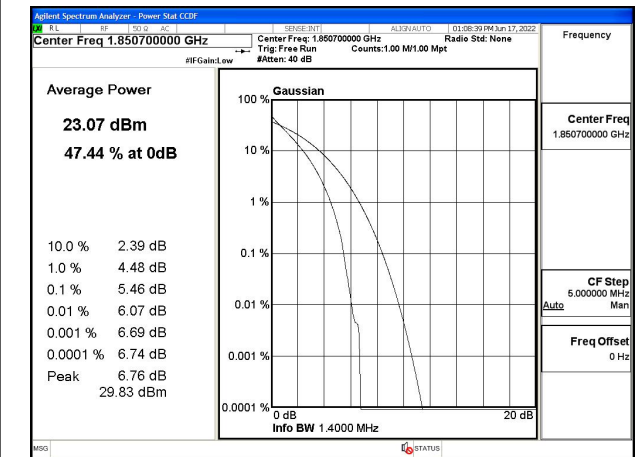 Agilent Spectrum Analyzer - Power Stat CCDF
RL RF 50 Ω AC SENSE:INT ALIGN AUTO 01:08:39 PM Jun 17, 2022
Center Freq 1.850700000 GHz
Center Freq: 1.850700000 GHz Radio Std: None
Trig: Free Run Counts:1.00 M/1.00 Mpt
#IFGain:Low #Atten: 40 dB
Frequency
Average Power
23.07 dBm
47.44 % at 0dB
10.0 % 2.39 dB
1.0 % 4.48 dB
0.1 % 5.46 dB
0.01 % 6.07 dB
0.001 % 6.69 dB
0.0001 % 6.74 dB
Peak 6.76 dB
29.83 dBm
Gaussian
100 %
10 %
1 %
0.1 %
0.01 %
0.001 %
0.0001 %
0 dB 20 dB
Info BW 1.4000 MHz
Center Freq
1.850700000 GHz
CF Step
5.000000 MHz
Auto Man
Freq Offset
0 Hz
MSG STATUS